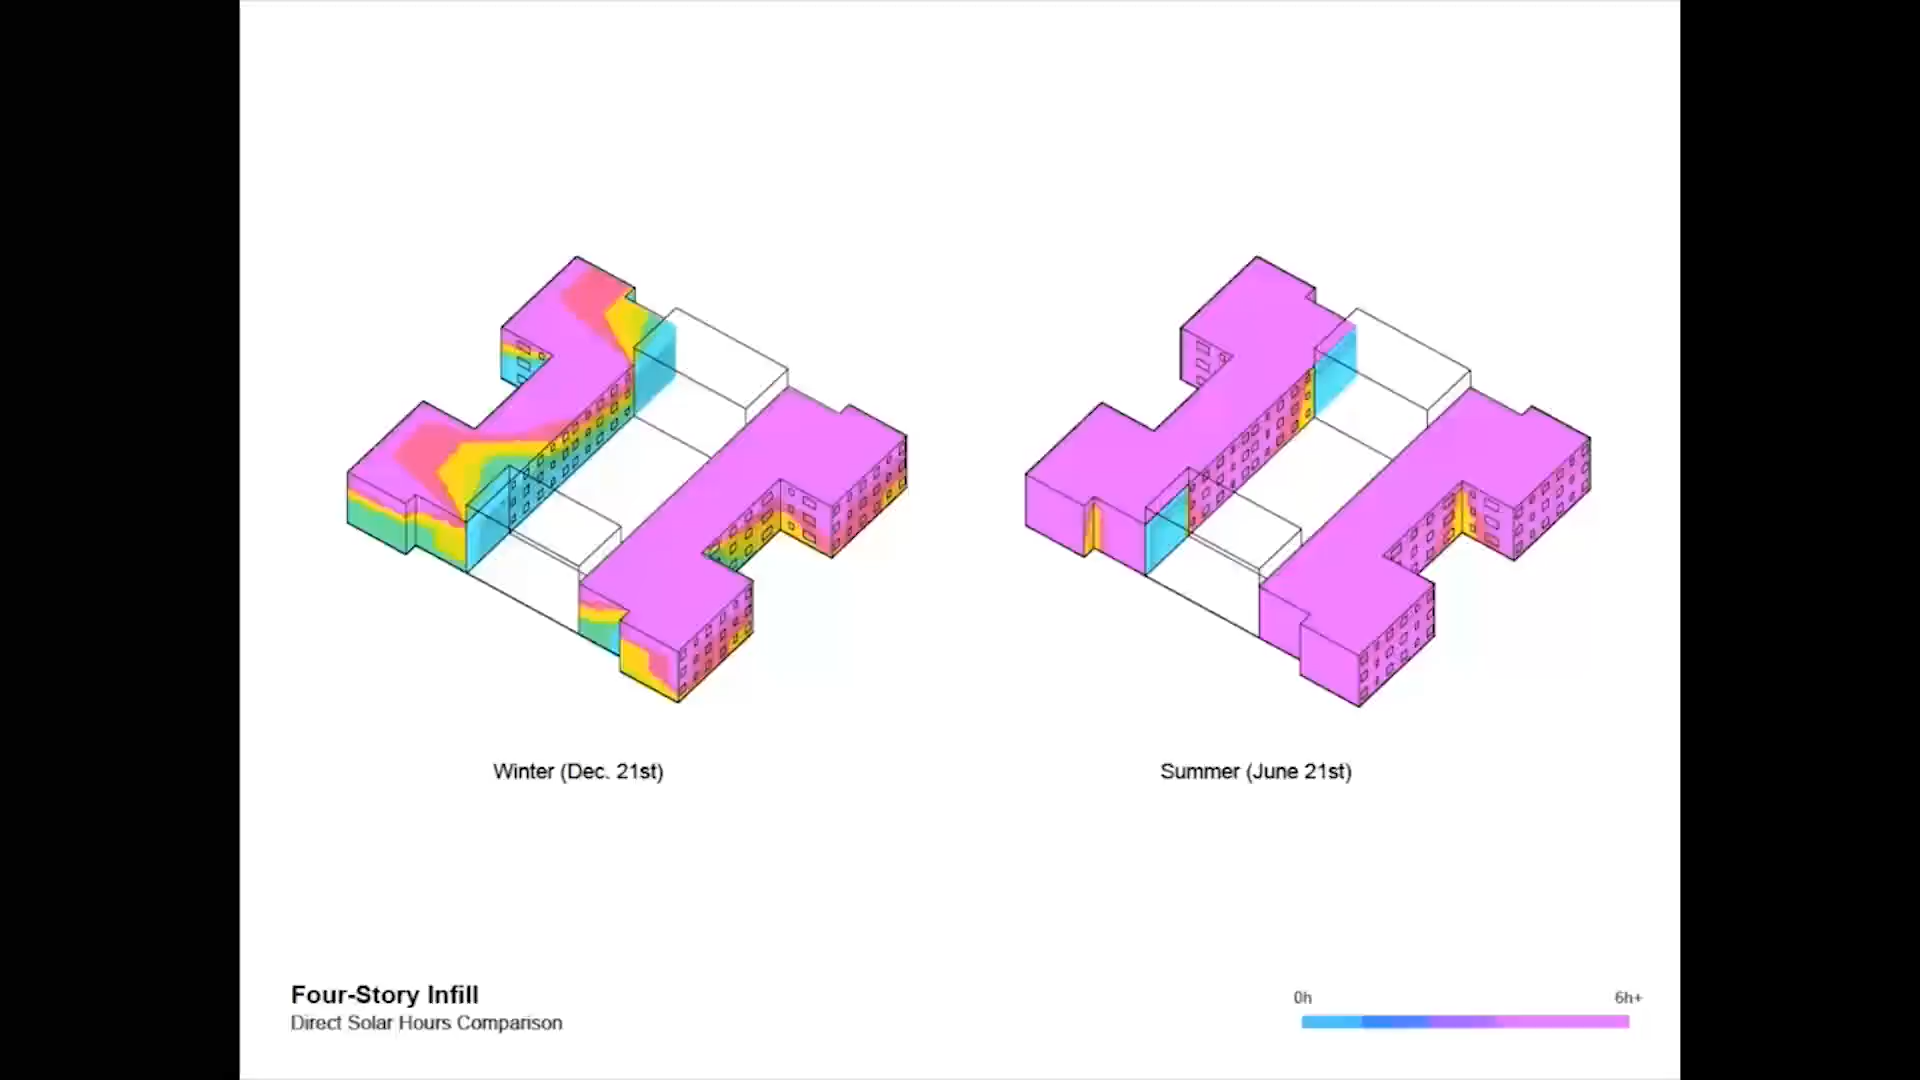 Winter (Dec. 21st)
Summer (June 21st)
Four-Story Infill
Direct Solar Hours Comparison
0h
6h+